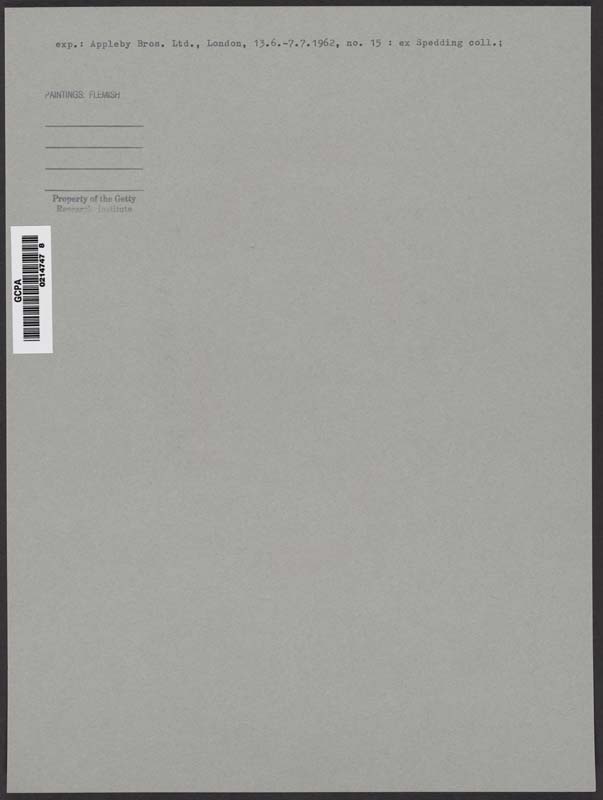 exp.: Appleby Bros. Ltd., London, 13.6.-7.7.1962, no. 15 : ex Spedding coll.;
PAINTINGS: FLEMISH
Property of the Getty
Research Institute
GCPA
0214747 8